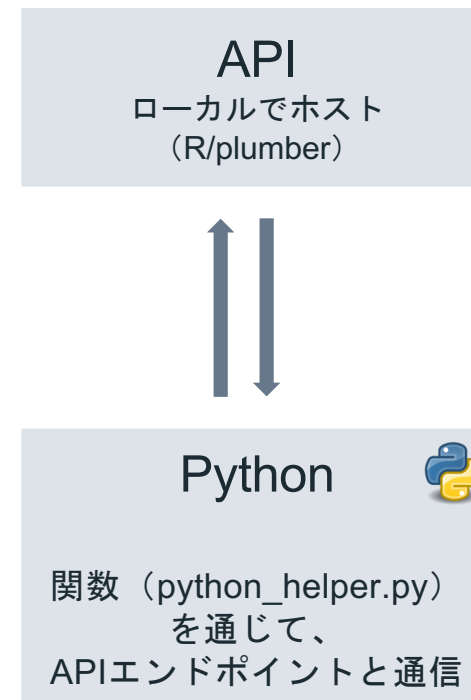 API
ローカルでホスト
（R/plumber）
Python
関数（python_helper.py）
を通じて、
APIエンドポイントと通信